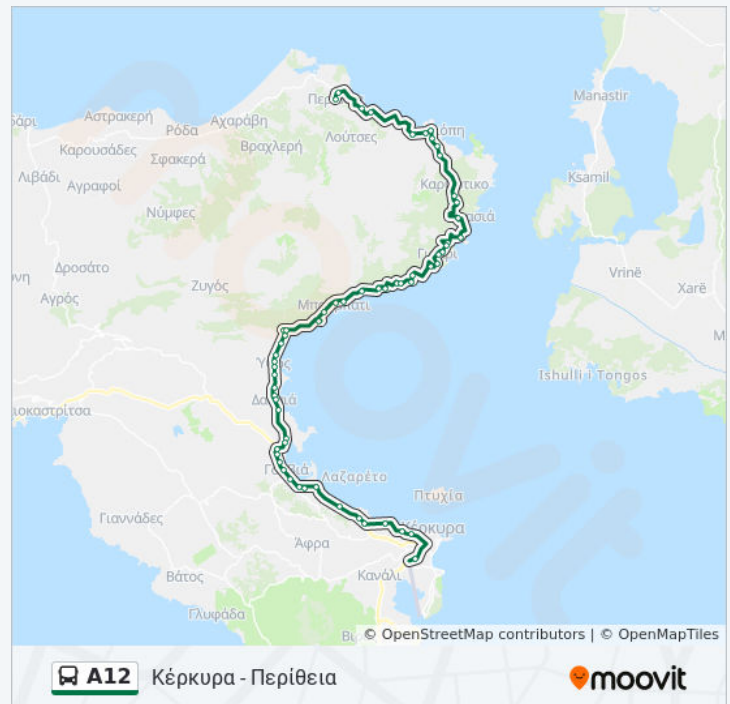 Manastir
Αστρακερή
Ρόδα
Αχαράβη
Λούτσες
Καρουσάδες
Βραχλερή
Σφακερά
Λιβάδι
Αγραφοί
Ksamil
Νύμφες
Δροσάτο
Ζυγός
Vrinë
Xarë
Αγρός
Ishulli i Tongos
Λαζαρέτο
Πτυχία
Γιαννάδες
Άφρα
Κανάλι
Βάτος
Γλυφάδα
© OpenStreetMap contributors | © OpenMapTiles
A12 Κέρκυρα - Περίθεια
moovit